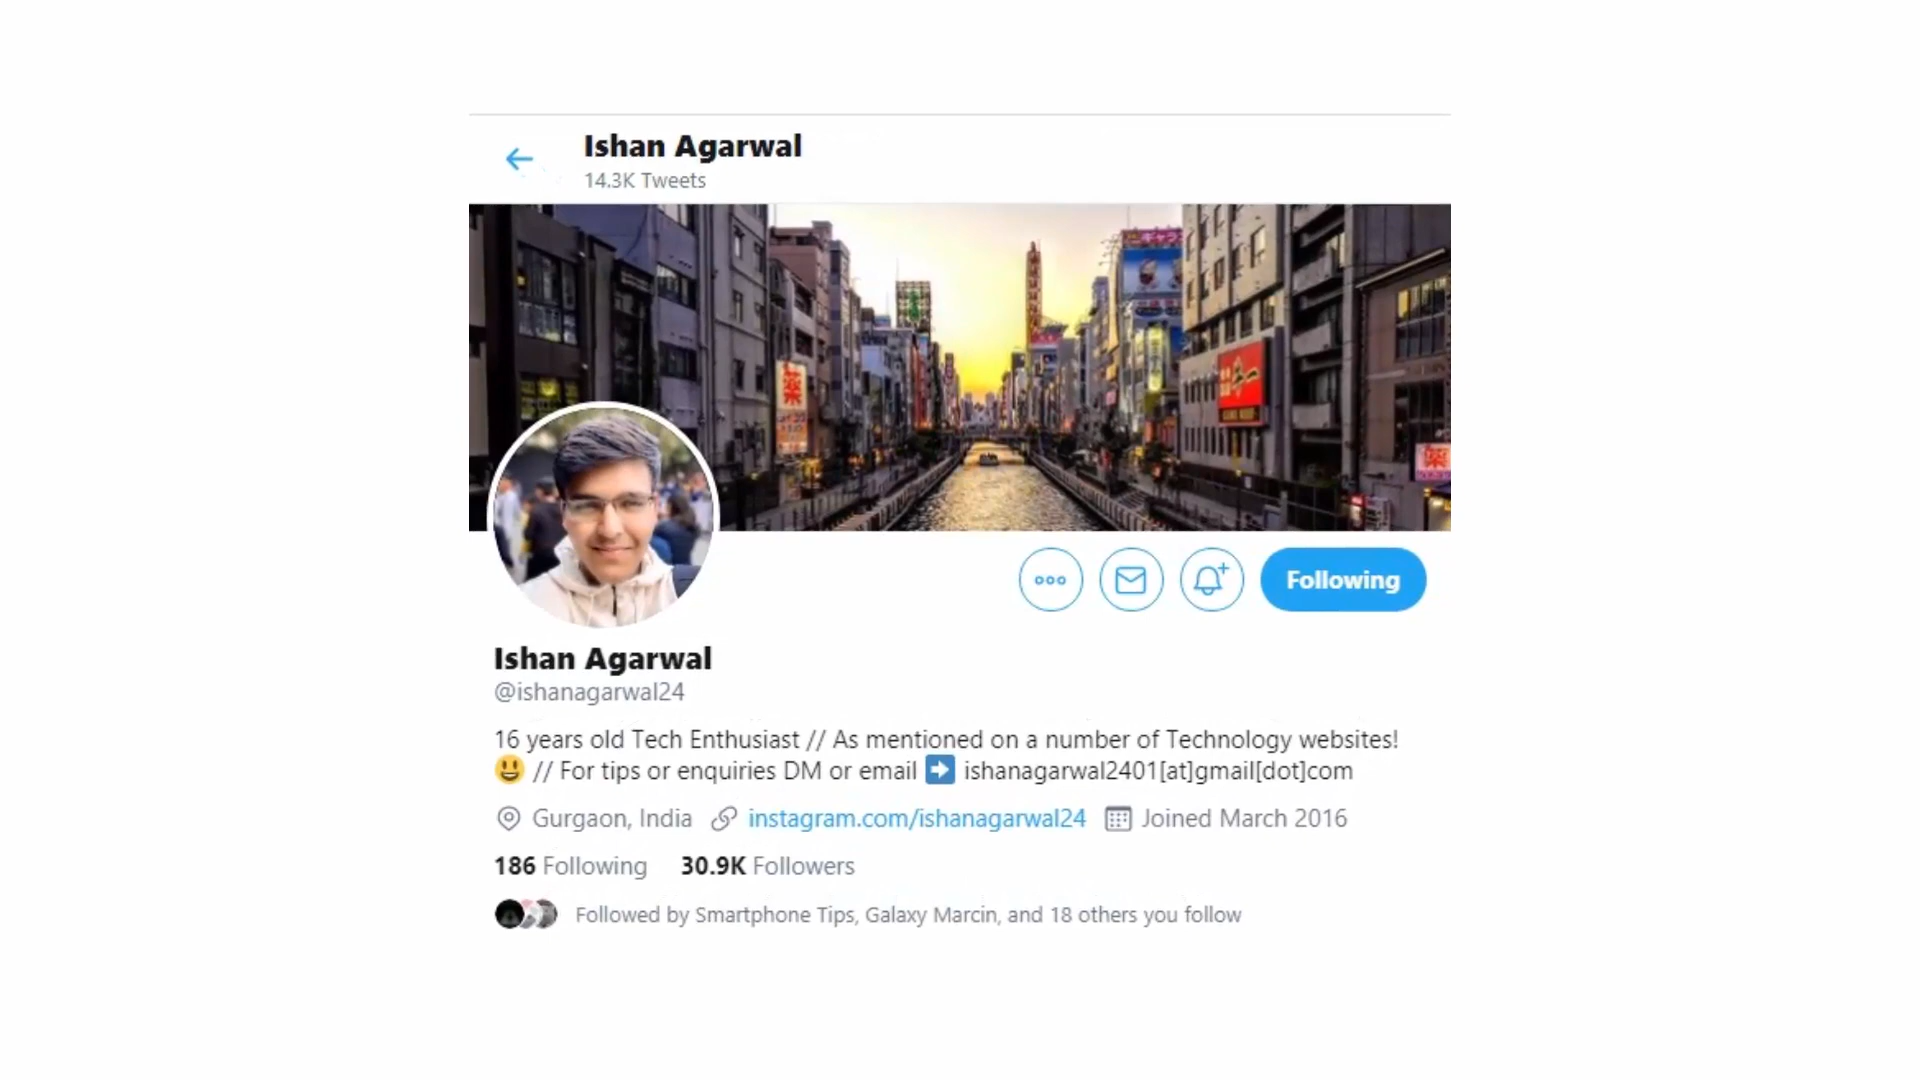 Ishan Agarwal
14.3K Tweets
薬
Following
Ishan Agarwal
@ishanagarwal24
16 years old Tech Enthusiast // As mentioned on a number of Technology websites!
😃 // For tips or enquiries DM or email ➡️ ishanagarwal2401[at]gmail[dot]com
Gurgaon, India instagram.com/ishanagarwal24 Joined March 2016
186 Following 30.9K Followers
Followed by Smartphone Tips, Galaxy Marcin, and 18 others you follow